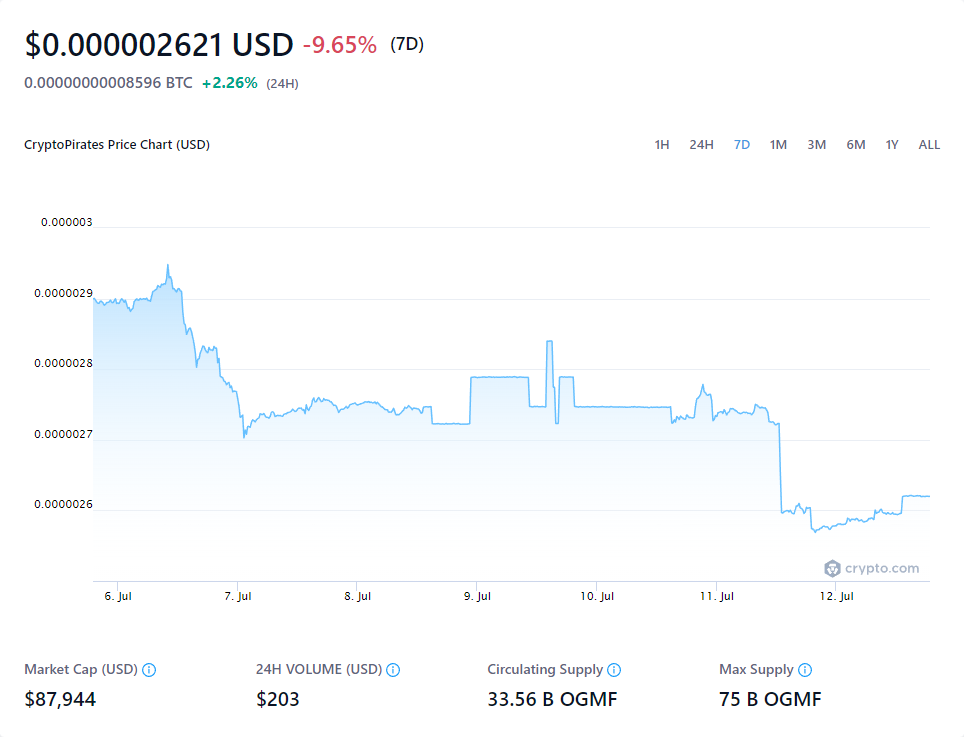 $0.000002621 USD -9.65% (7D)
0.00000000008596 BTC +2.26% (24H)
CryptoPirates Price Chart (USD) 1H 24H 7D 1M 3M 6M 1Y ALL
0.000003
0.0000029
0.0000028
0.0000027
0.0000026
crypto.com
6. Jul 7. Jul 8. Jul 9. Jul 10. Jul 11. Jul 12. Jul
Market Cap (USD) 24H VOLUME (USD) Circulating Supply Max Supply
$87,944 $203 33.56 B OGMF 75 B OGMF